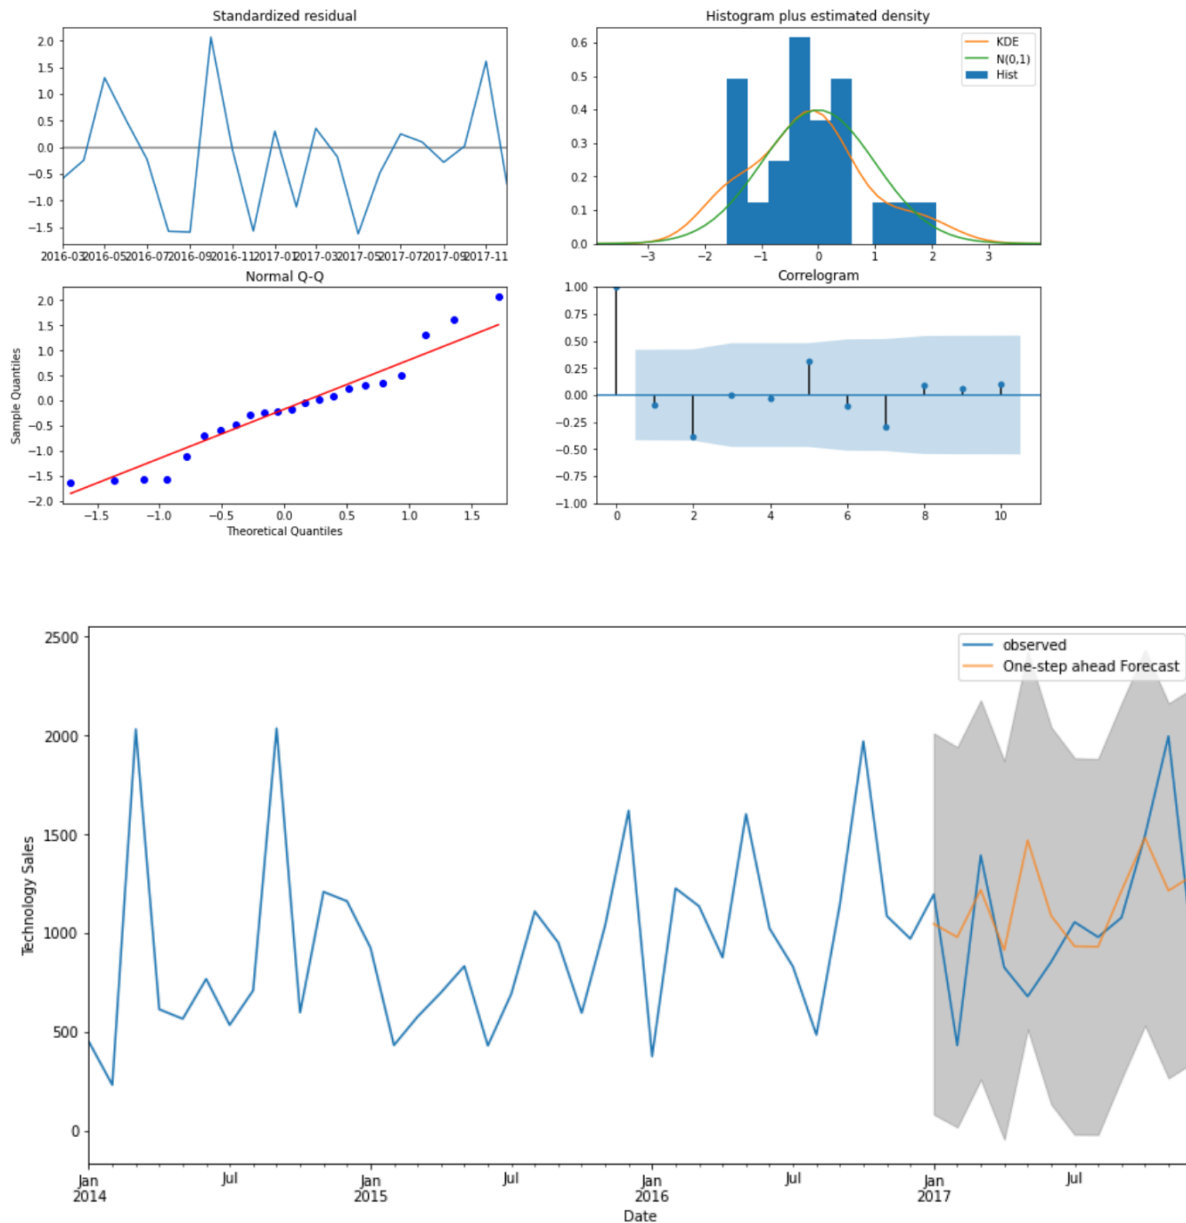 Standardized residual
2.0
1.5
1.0
0.5
0.0
−0.5
−1.0
−1.5
2016-03 2016-05 2016-07 2016-09 2016-11 2017-01 2017-03 2017-05 2017-07 2017-09 2017-11
Histogram plus estimated density
KDE
N(0,1)
Hist
0.6
0.5
0.4
0.3
0.2
0.1
0.0
−3 −2 −1 0 1 2 3
Normal Q-Q
Sample Quantiles
2.0
1.5
1.0
0.5
0.0
−0.5
−1.0
−1.5
−2.0
−1.5 −1.0 −0.5 0.0 0.5 1.0 1.5
Theoretical Quantiles
Correlogram
1.00
0.75
0.50
0.25
0.00
−0.25
−0.50
−0.75
−1.00
0 2 4 6 8 10
observed
One-step ahead Forecast
Technology Sales
2500
2000
1500
1000
500
0
Jan Jul Jan Jul Jan Jul Jan Jul
2014 2015 2016 2017
Date